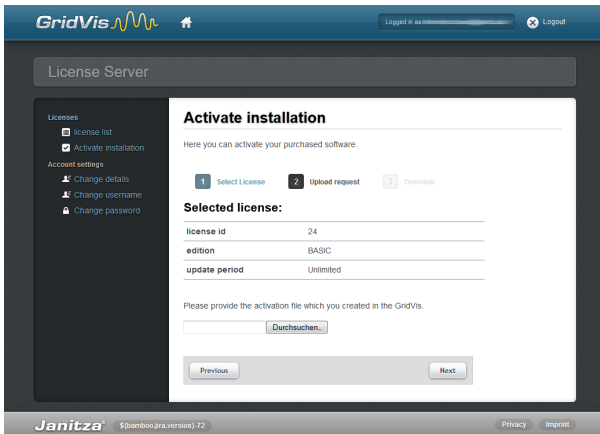 GridVis
Logged in as
Logout
License Server
Licenses
license list
Activate installation
Account settings
Change details
Change username
Change password
Activate installation
Here you can activate your purchased software.
1 Select License 2 Upload request 3 Overview
Selected license:
license id 24
edition BASIC
update period Unlimited
Please provide the activation file which you created in the GridVis.
Durchsuchen..
Previous Next
Janitza® ${bamboo.jira.version}-72 Privacy Imprint